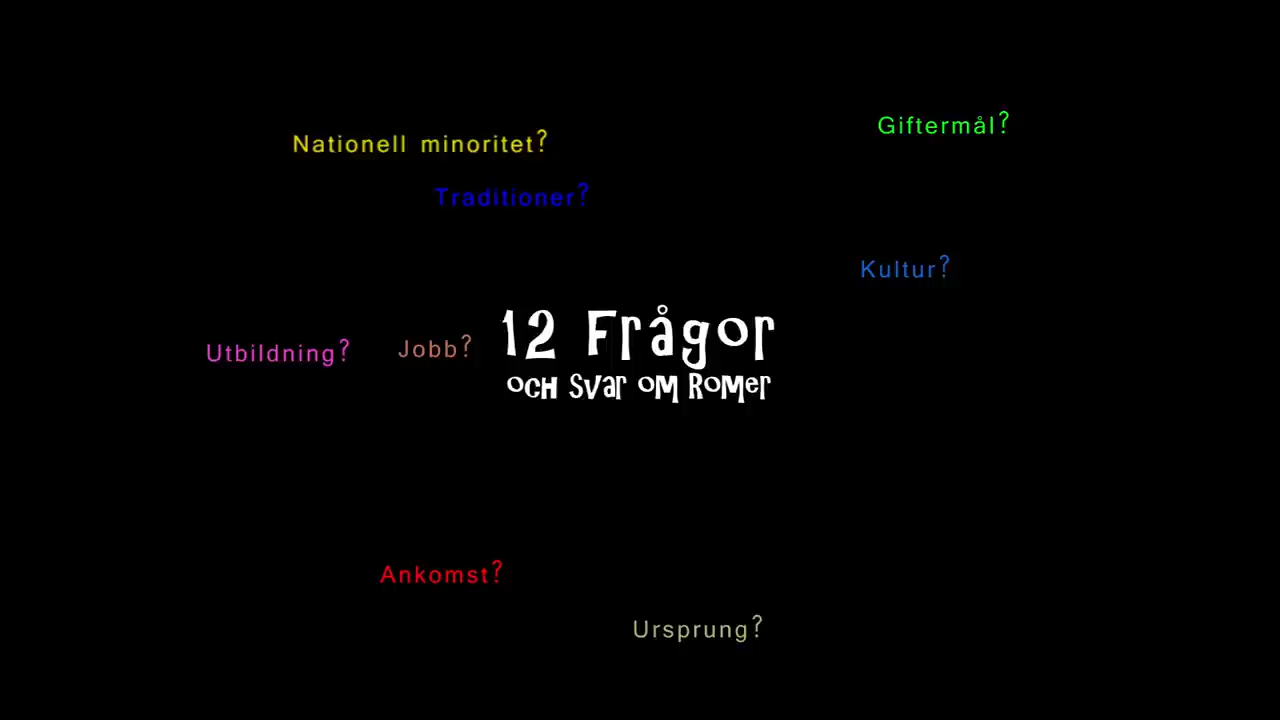 Giftermål?
Nationell minoritet?
Traditioner?
Kultur?
12 Frågor
och Svar om Romer
Utbildning?
Jobb?
Ankomst?
Ursprung?